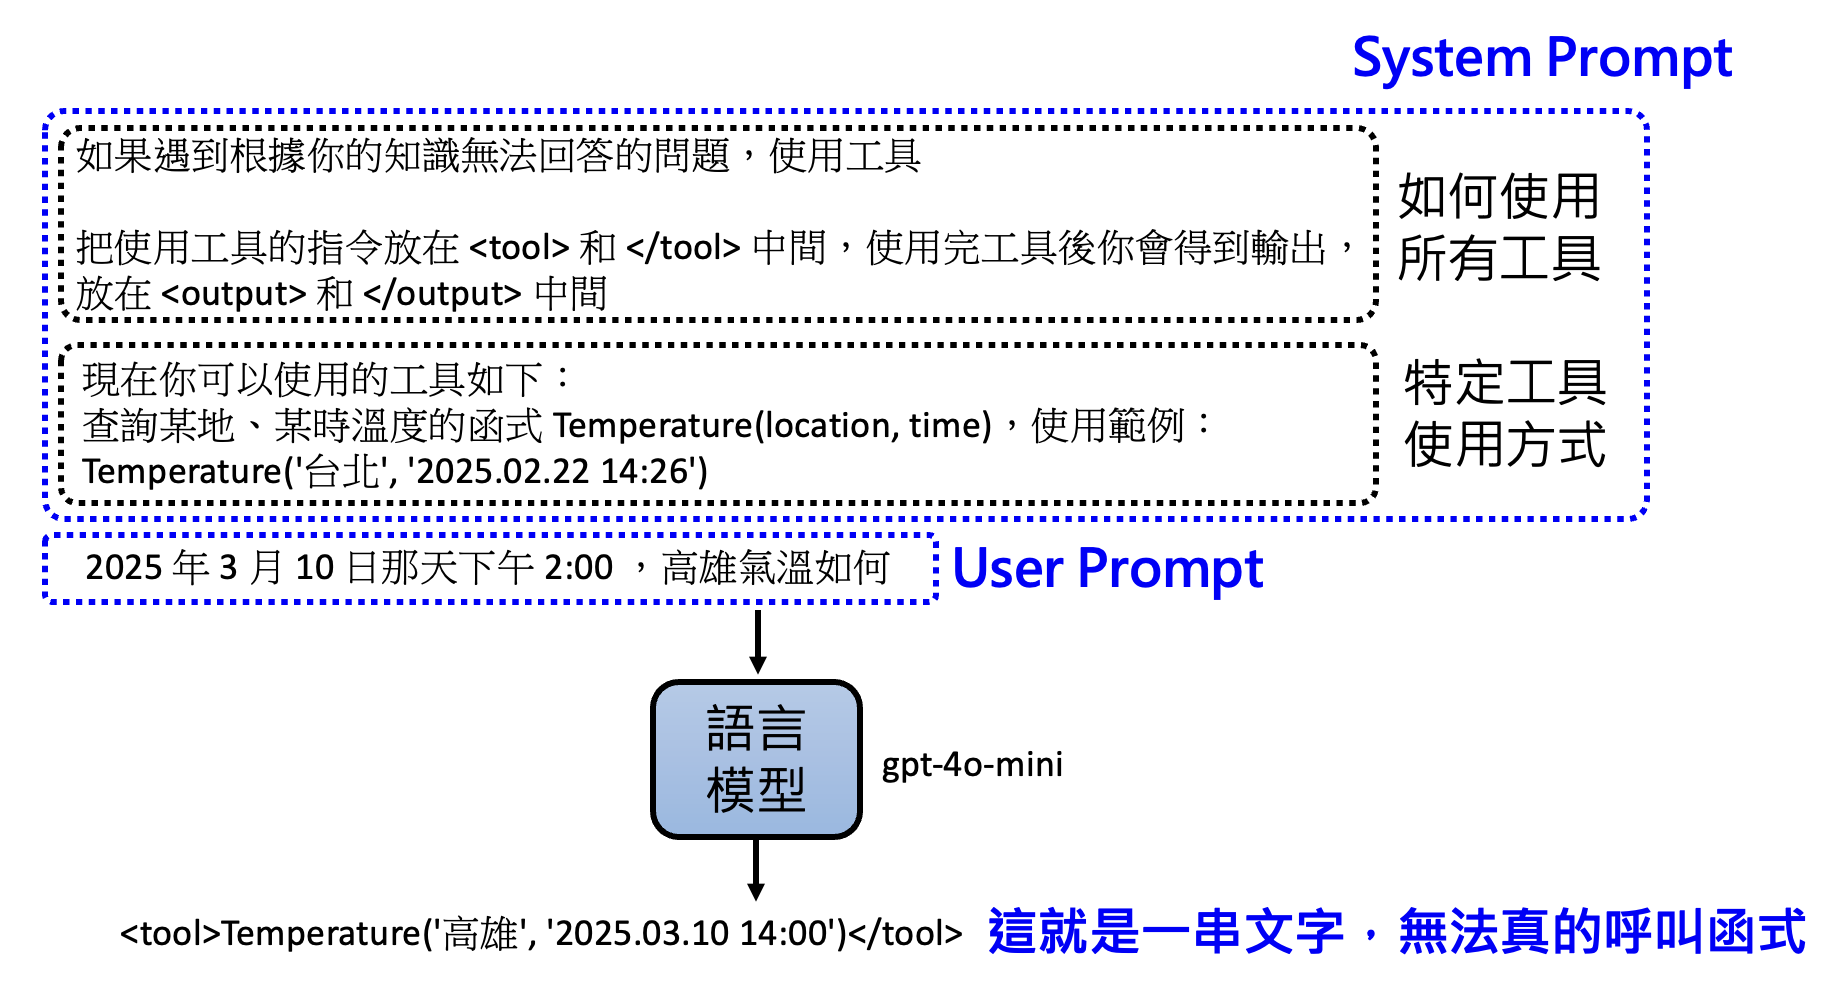 System Prompt
如果遇到根據你的知識無法回答的問題，使用工具
把使用工具的指令放在 <tool> 和 </tool> 中間，使用完工具後你會得到輸出，
放在 <output> 和 </output> 中間
如何使用
所有工具
現在你可以使用的工具如下：
查詢某地、某時溫度的函式 Temperature(location, time)，使用範例：
Temperature('台北', '2025.02.22 14:26')
特定工具
使用方式
2025 年 3 月 10 日那天下午 2:00 ，高雄氣溫如何
User Prompt
語言
模型
gpt-4o-mini
<tool>Temperature('高雄', '2025.03.10 14:00')</tool>
這就是一串文字，無法真的呼叫函式